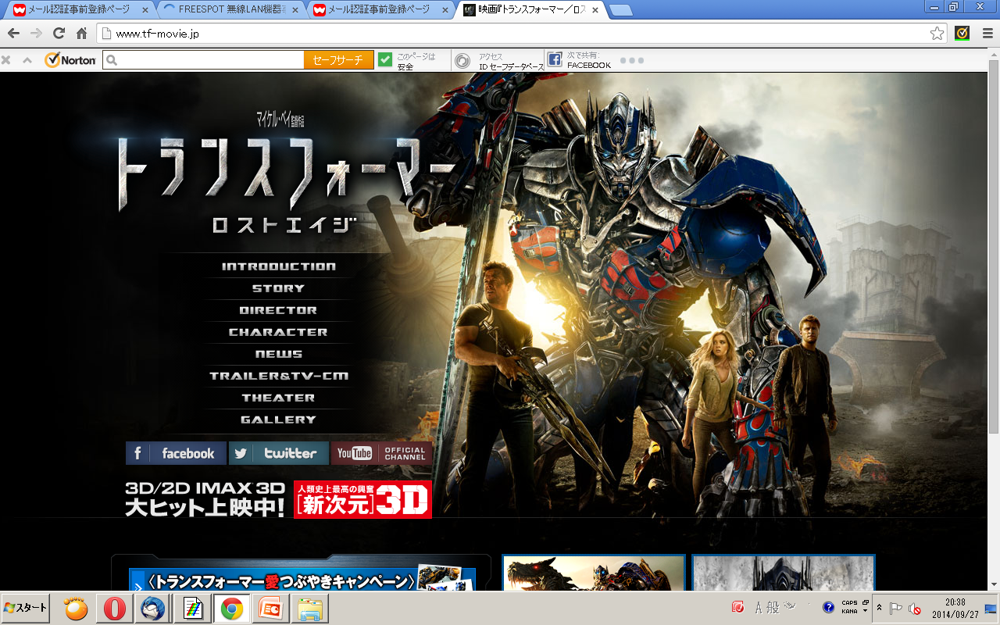 メール認証事前登録ページ
FREESPOT 無線LAN機器を
メール認証事前登録ページ
映画『トランスフォーマー／ロス
www.tf-movie.jp
Norton
セーフサーチ
このページは
安全
アクセス
ID セーフデータベース
次で共有:
FACEBOOK
マイケル・ベイ監督作品
トランスフォーマー
ロストエイジ
INTRODUCTION
STORY
DIRECTOR
CHARACTER
NEWS
TRAILER&TV-CM
THEATER
GALLERY
facebook
twitter
YouTube OFFICIAL CHANNEL
3D/2D IMAX 3D
大ヒット上映中!
人類史上最高の興奮
[新次元]3D
〈トランスフォーマー愛つぶやきキャンペーン〉
スタート
A 般
CAPS
KANA
20:38
2014/09/27